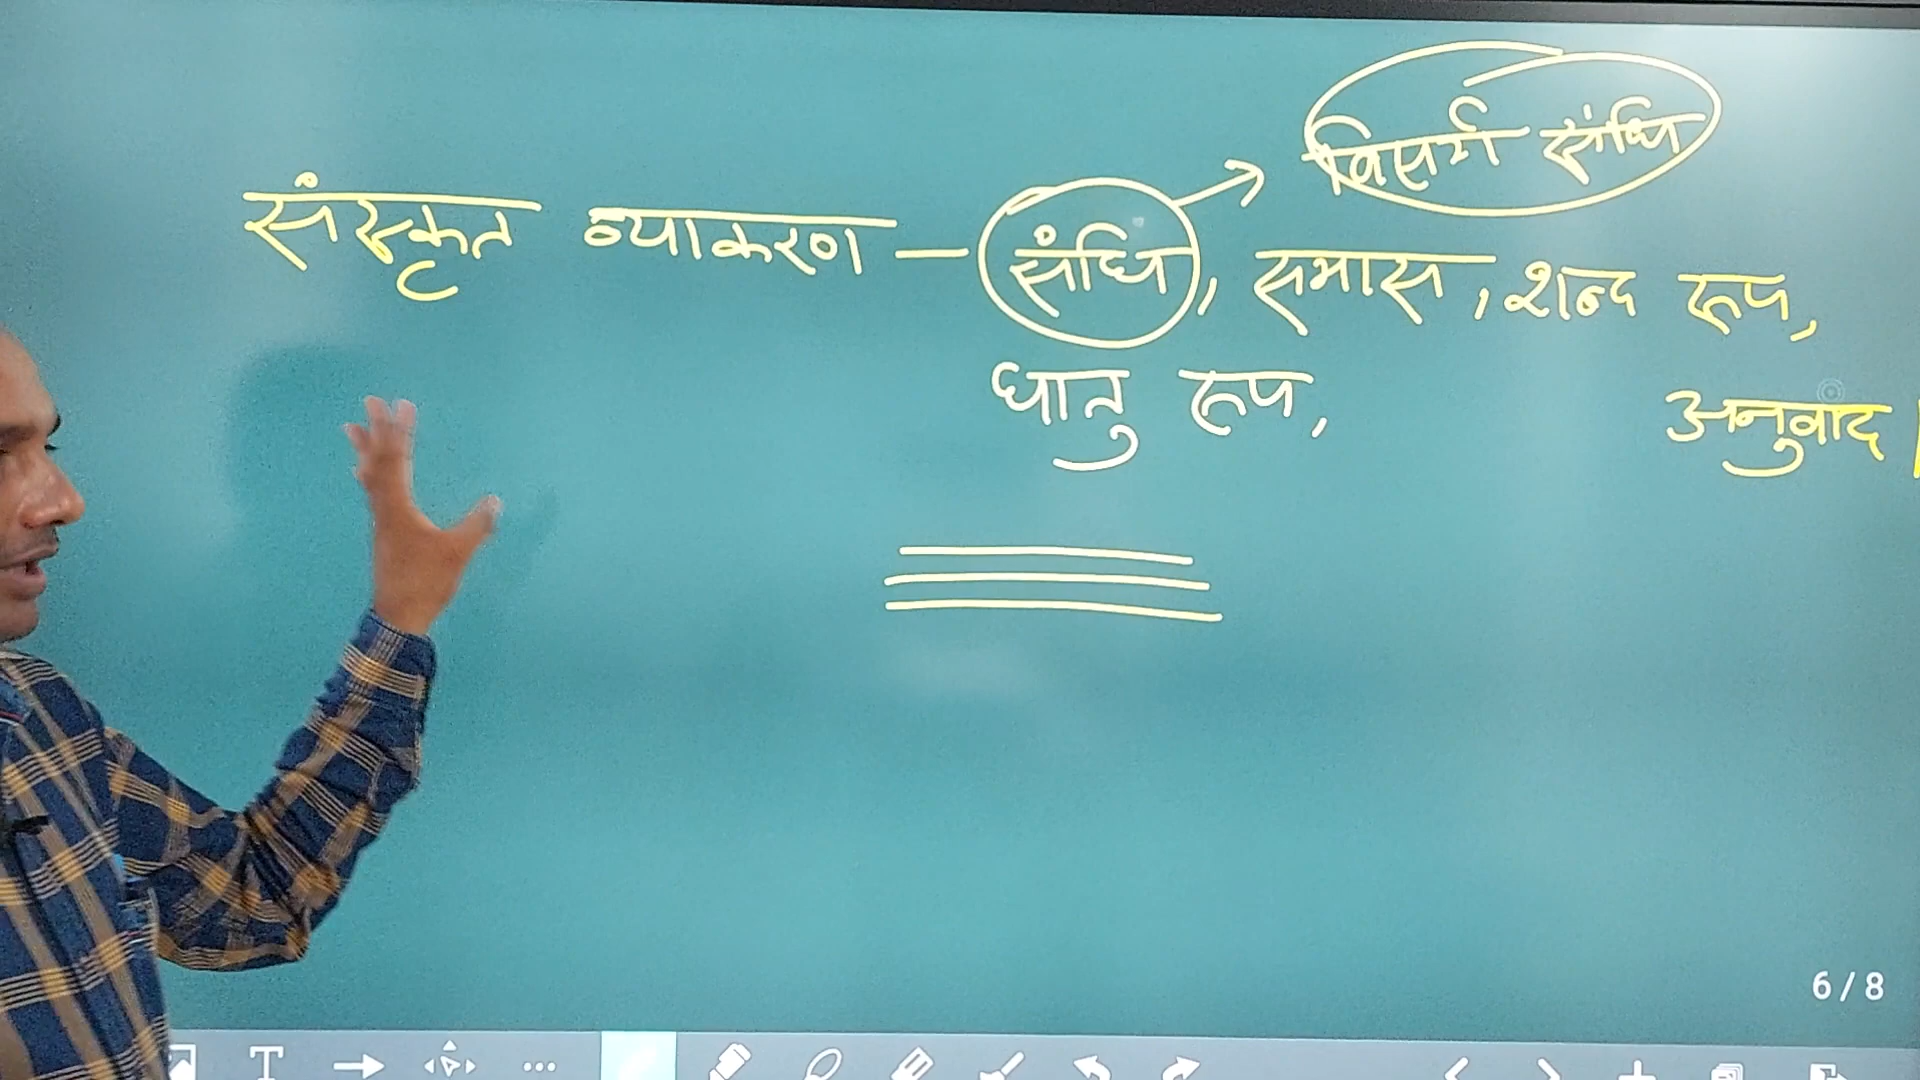 विसर्ग संधि
संस्कृत व्याकरण – संधि, समास, शब्द रूप,
धातु रूप, अनुवाद |
6/8
T